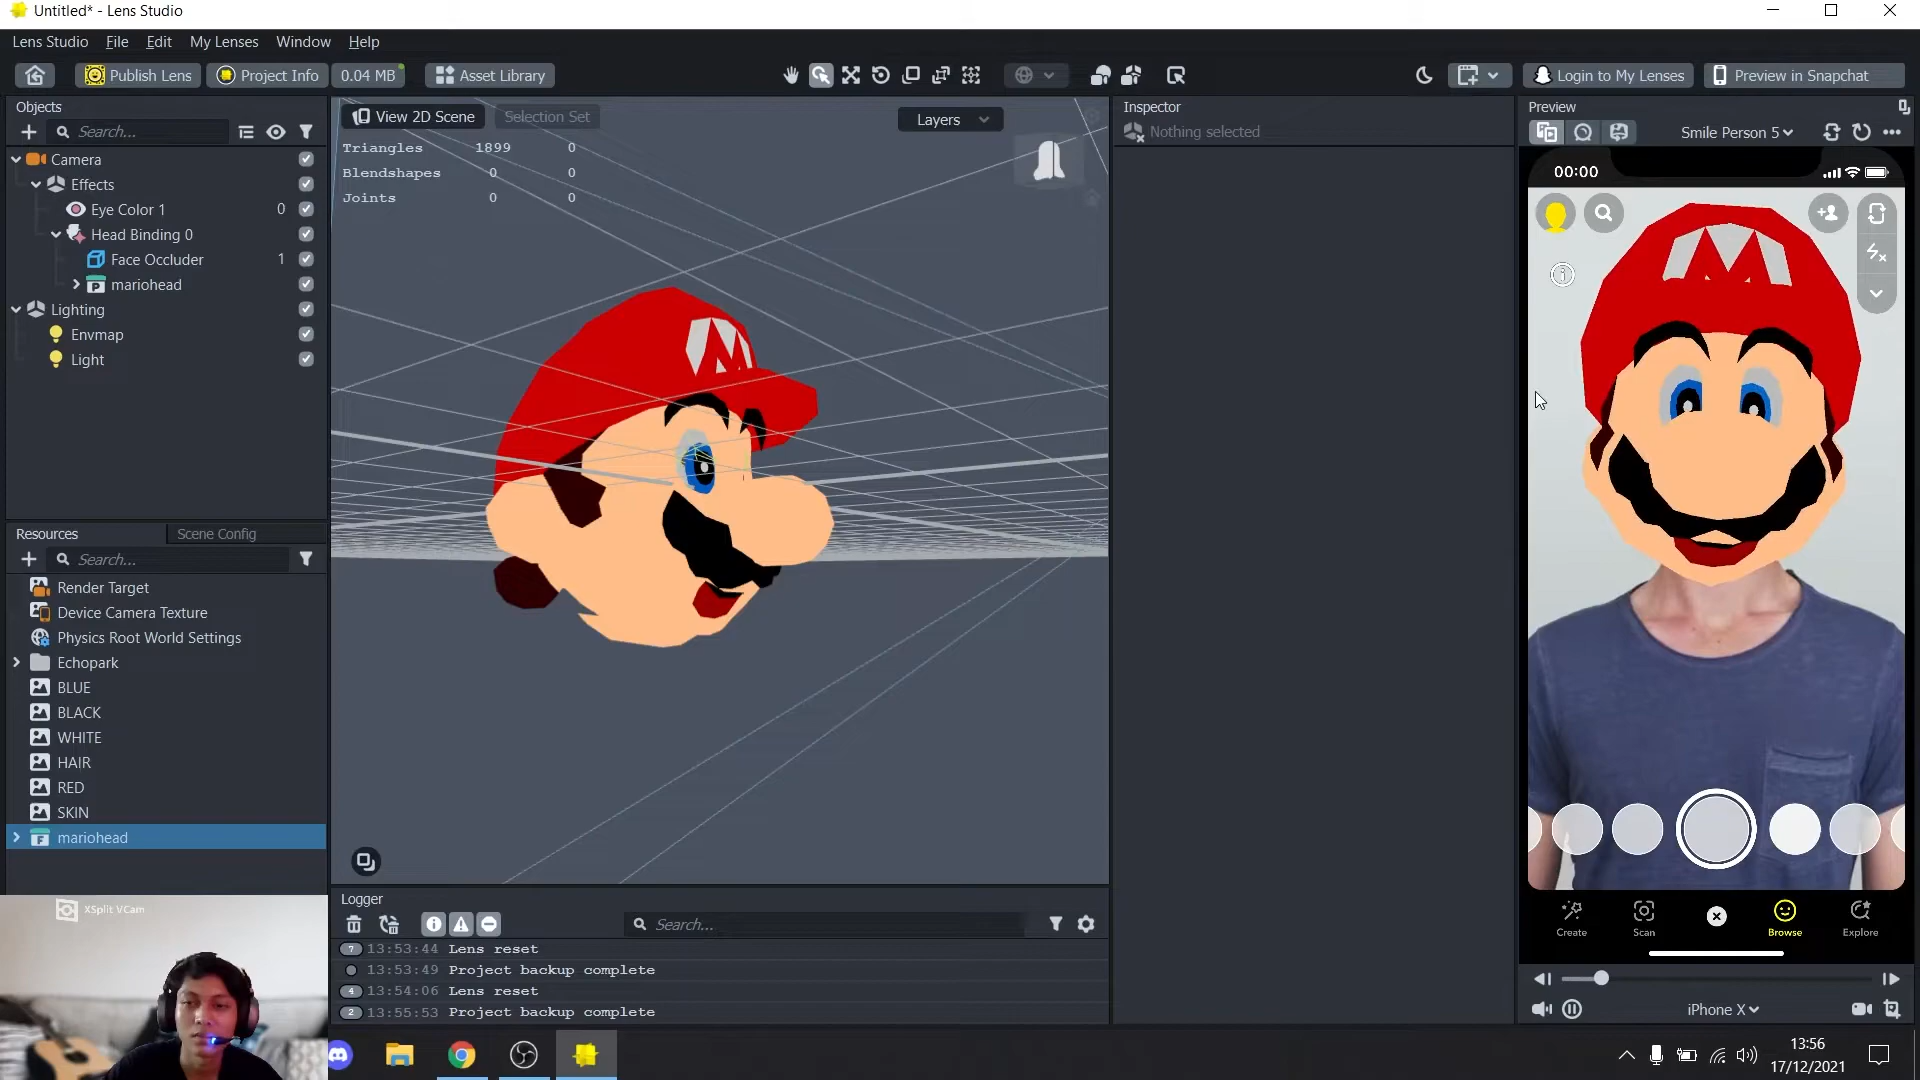 Untitled* - Lens Studio
Lens Studio File Edit My Lenses Window Help
Publish Lens Project Info 0.04 MB Asset Library Login to My Lenses Preview in Snapchat
Objects
Search...
Camera
Effects
Eye Color 1 0
Head Binding 0
Face Occluder 1
mariohead
Lighting
Envmap
Light
Resources Scene Config
Search...
Render Target
Device Camera Texture
Physics Root World Settings
Echopark
BLUE
BLACK
WHITE
HAIR
RED
SKIN
mariohead
XSplit VCam
View 2D Scene Selection Set Layers
Triangles 1899 0
Blendshapes 0 0
Joints 0 0
M
Logger
Search...
7 13:53:44 Lens reset
13:53:49 Project backup complete
4 13:54:06 Lens reset
2 13:55:53 Project backup complete
Inspector
Nothing selected
Preview
Smile Person 5
00:00
M
Create Scan Browse Explore
iPhone X
13:56
17/12/2021